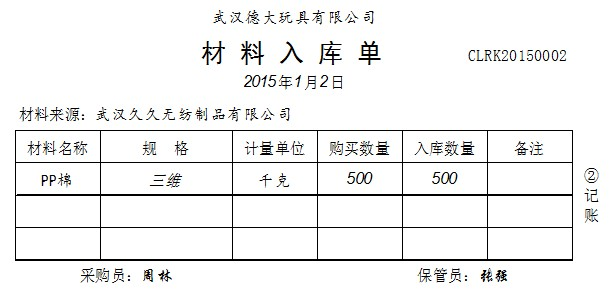 武汉德大玩具有限公司
材料入库单
CLRK20150002
2015年1月2日
材料来源：武汉久久无纺制品有限公司
材料名称 规 格 计量单位 购买数量 入库数量 备注
PP棉 三维 千克 500 500
②记账
采购员：周林 保管员：张强